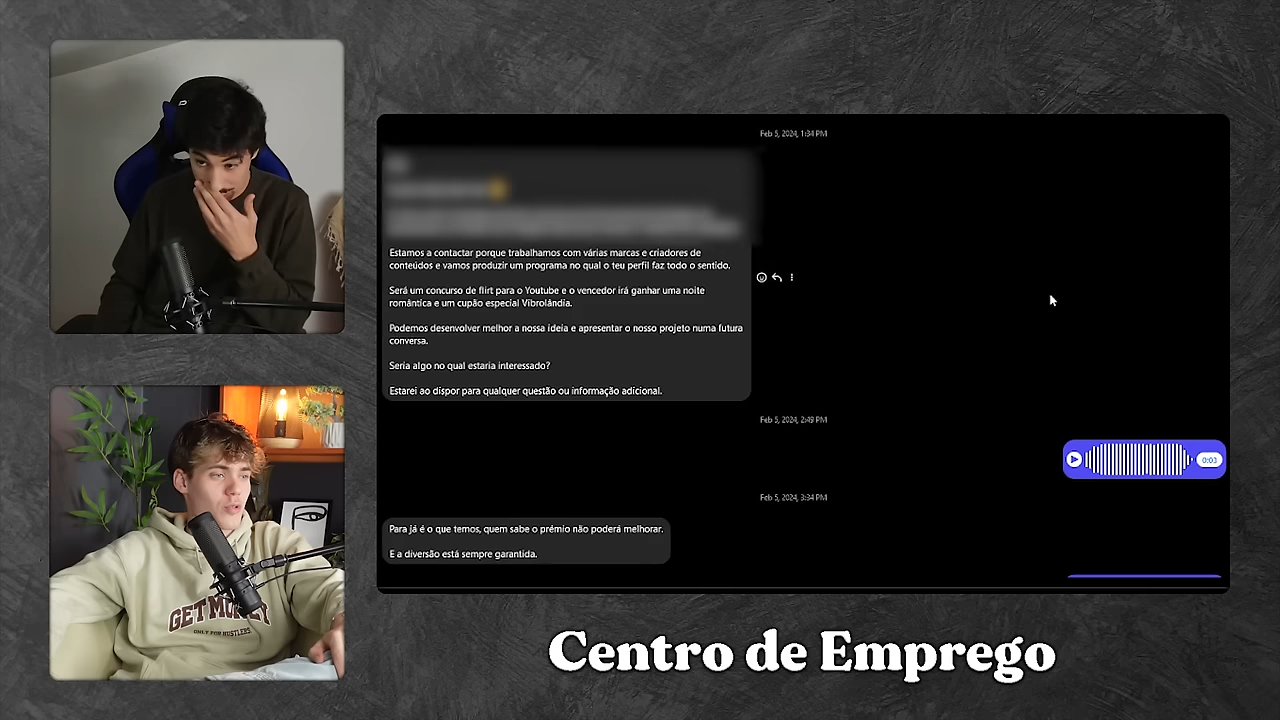 Feb 5, 2024, 1:34 PM
Estamos a contactar porque trabalhamos com várias marcas e criadores de
conteúdos e vamos produzir um programa no qual o teu perfil faz todo o sentido.
Será um concurso de flirt para o Youtube e o vencedor irá ganhar uma noite
romântica e um cupão especial Vibrolândia.
Podemos desenvolver melhor a nossa ideia e apresentar o nosso projeto numa futura
conversa.
Seria algo no qual estaria interessado?
Estarei ao dispor para qualquer questão ou informação adicional.
Feb 5, 2024, 2:49 PM
0:03
Feb 5, 2024, 3:34 PM
Para já é o que temos, quem sabe o prémio não poderá melhorar.
E a diversão está sempre garantida.
GET MONEY
ONLY FOR HUSTLERS
Centro de Emprego